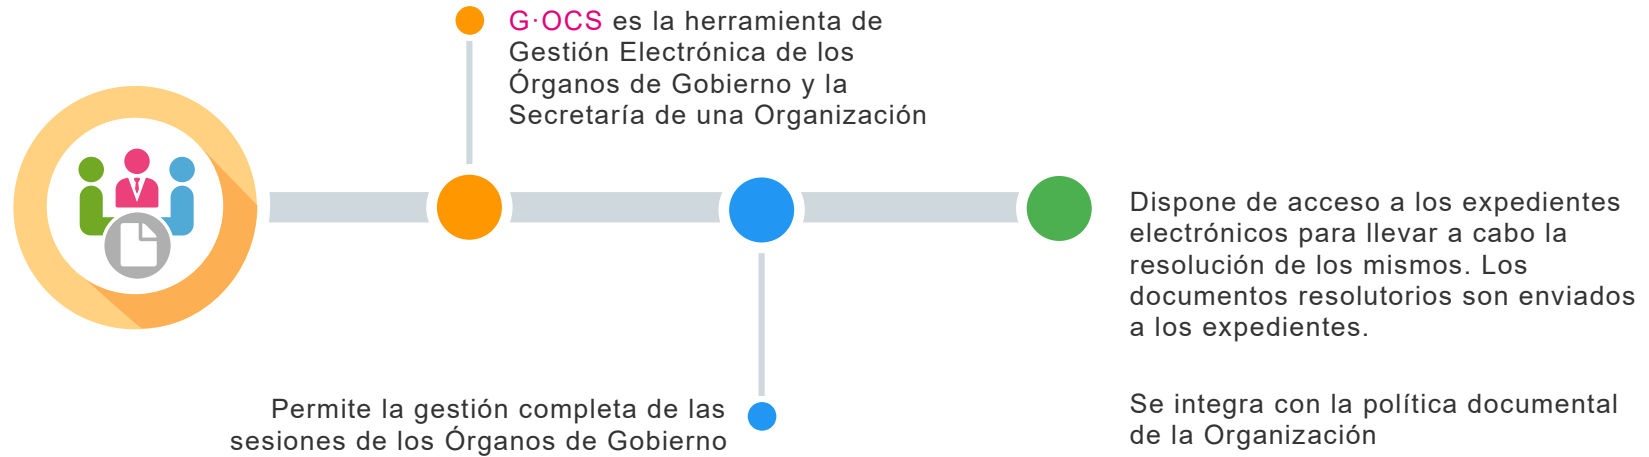 G·OCS es la herramienta de
Gestión Electrónica de los
Órganos de Gobierno y la
Secretaría de una Organización
Permite la gestión completa de las
sesiones de los Órganos de Gobierno
Dispone de acceso a los expedientes
electrónicos para llevar a cabo la
resolución de los mismos. Los
documentos resolutorios son enviados
a los expedientes.
Se integra con la política documental
de la Organización